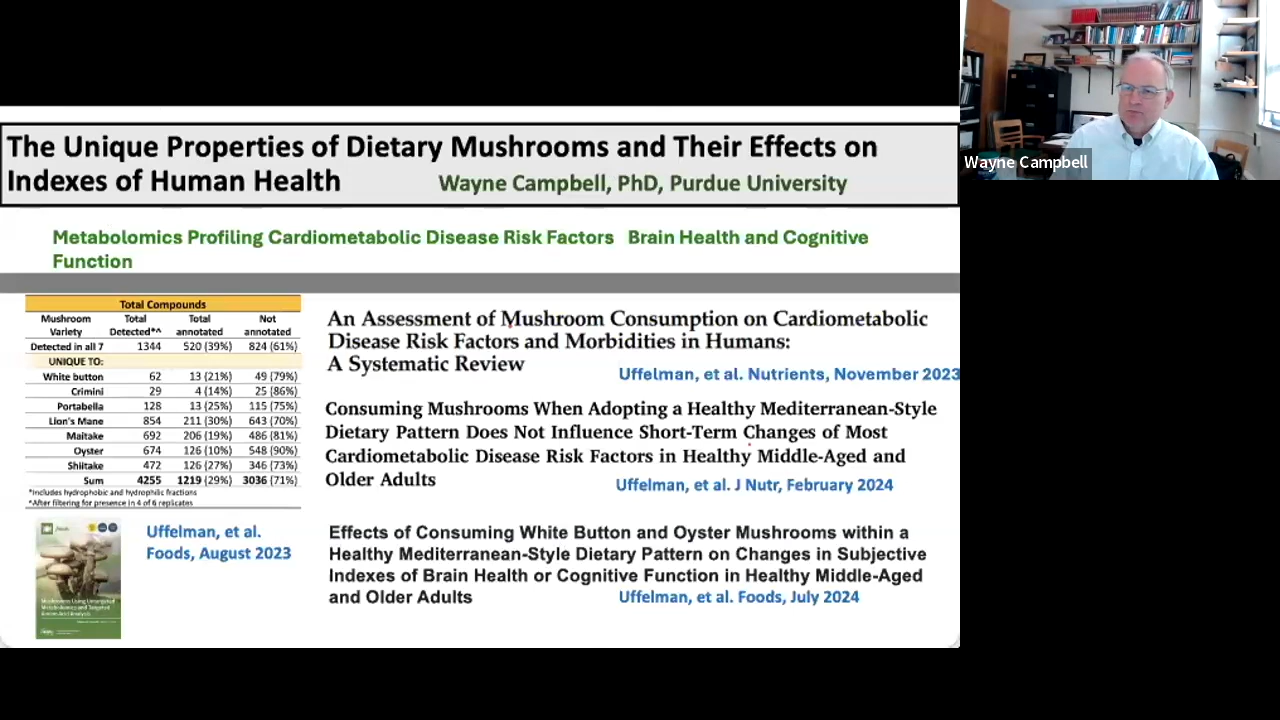 The Unique Properties of Dietary Mushrooms and Their Effects on
Indexes of Human Health Wayne Campbell, PhD, Purdue University
Wayne Campbell
Metabolomics Profiling Cardiometabolic Disease Risk Factors Brain Health and Cognitive
Function
Total Compounds
Mushroom Variety Total Detected*^ Total annotated Not annotated
Detected in all 7 1344 520 (39%) 824 (61%)
UNIQUE TO:
White button 62 13 (21%) 49 (79%)
Crimini 29 4 (14%) 25 (86%)
Portabella 128 13 (25%) 115 (75%)
Lion's Mane 854 211 (30%) 643 (70%)
Maitake 692 206 (19%) 486 (81%)
Oyster 674 126 (10%) 548 (90%)
Shiitake 472 126 (27%) 346 (73%)
Sum 4255 1219 (29%) 3036 (71%)
*Includes hydrophobic and hydrophilic fractions
^After filtering for presence in 4 of 6 replicates
Uffelman, et al.
Foods, August 2023
foods
Mushrooms Using Untargeted
Metabolomics and Targeted
Amino Acid Analysis
An Assessment of Mushroom Consumption on Cardiometabolic
Disease Risk Factors and Morbidities in Humans:
A Systematic Review
Uffelman, et al. Nutrients, November 2023
Consuming Mushrooms When Adopting a Healthy Mediterranean-Style
Dietary Pattern Does Not Influence Short-Term Changes of Most
Cardiometabolic Disease Risk Factors in Healthy Middle-Aged and
Older Adults
Uffelman, et al. J Nutr, February 2024
Effects of Consuming White Button and Oyster Mushrooms within a
Healthy Mediterranean-Style Dietary Pattern on Changes in Subjective
Indexes of Brain Health or Cognitive Function in Healthy Middle-Aged
and Older Adults
Uffelman, et al. Foods, July 2024